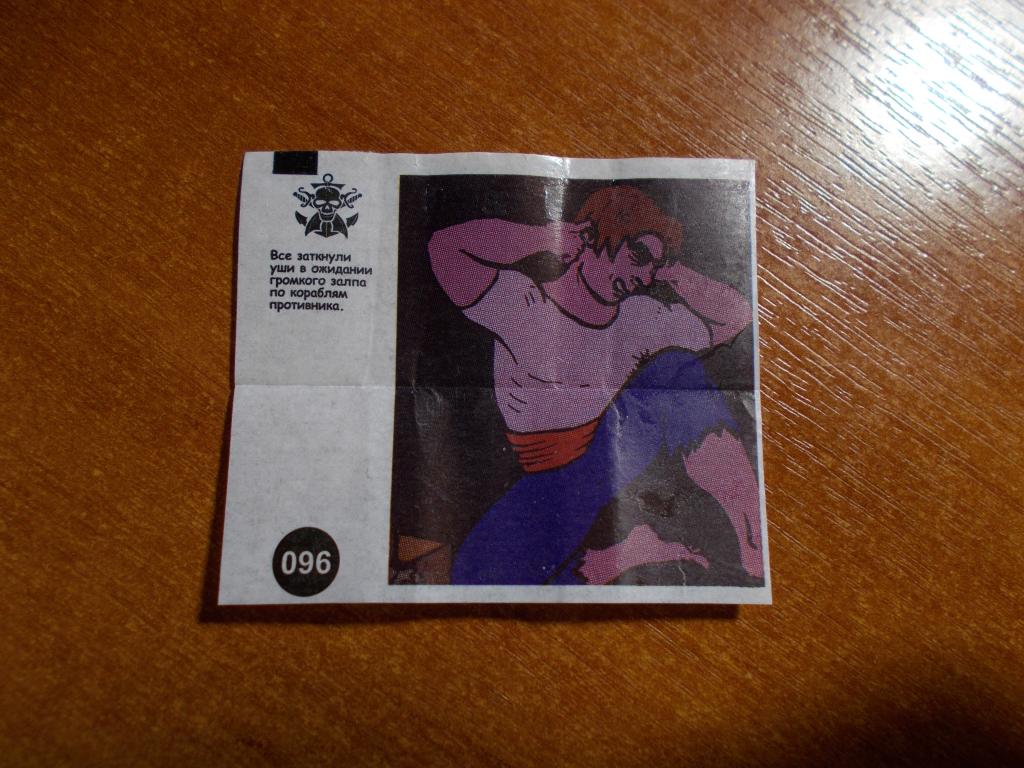 Все заткнули
уши в ожидании
громкого залпа
по кораблям
противника.
096